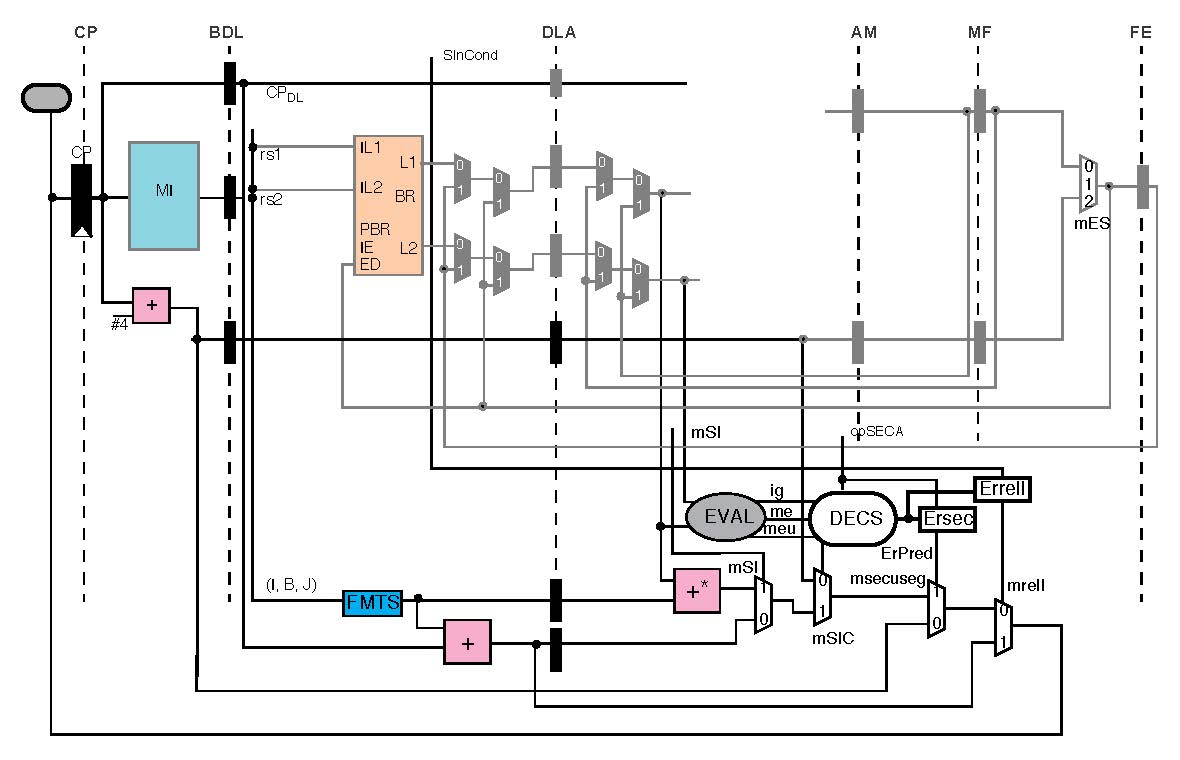 CP BDL DLA AM MF FE
SInCond
CP_DL
CP
MI
rs1
rs2
IL1
L1
IL2
BR
PBR
IE
L2
ED
0
1
0
1
0
1
0
1
0
1
0
1
0
1
0
1
0
1
2
mES
+
#4
mSI
opSECA
ig
me
meu
EVAL
DECS
Errell
Ersec
ErPred
(I, B, J)
FMTS
+*
mSI
1
0
0
1
mSIC
msecuseg
1
0
mrell
0
1
+